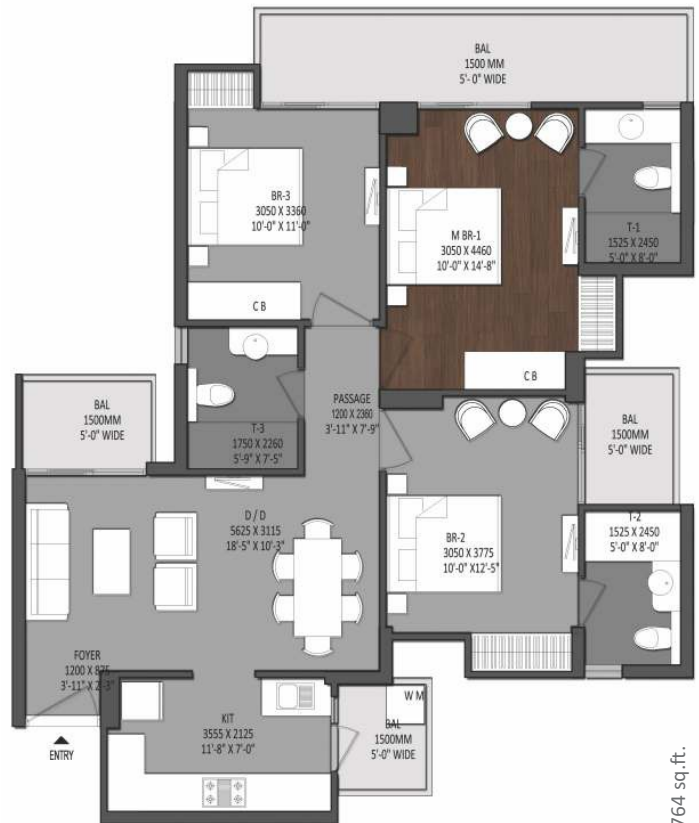 BAL
1500 MM
5'- 0" WIDE
BR-3
3050 X 3360
10'-0" X 11'-0"
M BR-1
3050 X 4460
10'-0" X 14'-8"
T-1
1525 X 2450
5'-0" X 8'-0"
C B
C B
BAL
1500MM
5'-0" WIDE
T-3
1750 X 2260
5'-9" X 7'-5"
PASSAGE
1200 X 2360
3'-11" X 7'-9"
BAL
1500MM
5'-0" WIDE
D / D
5625 X 3115
18'-5" X 10'-3"
BR-2
3050 X 3775
10'-0" X12'-5"
T-2
1525 X 2450
5'-0" X 8'-0"
FOYER
1200 X 875
3'-11" X 2'-3"
ENTRY
KIT
3555 X 2125
11'-8" X 7'-0"
W M
BAL
1500MM
5'-0" WIDE
764 sq.ft.